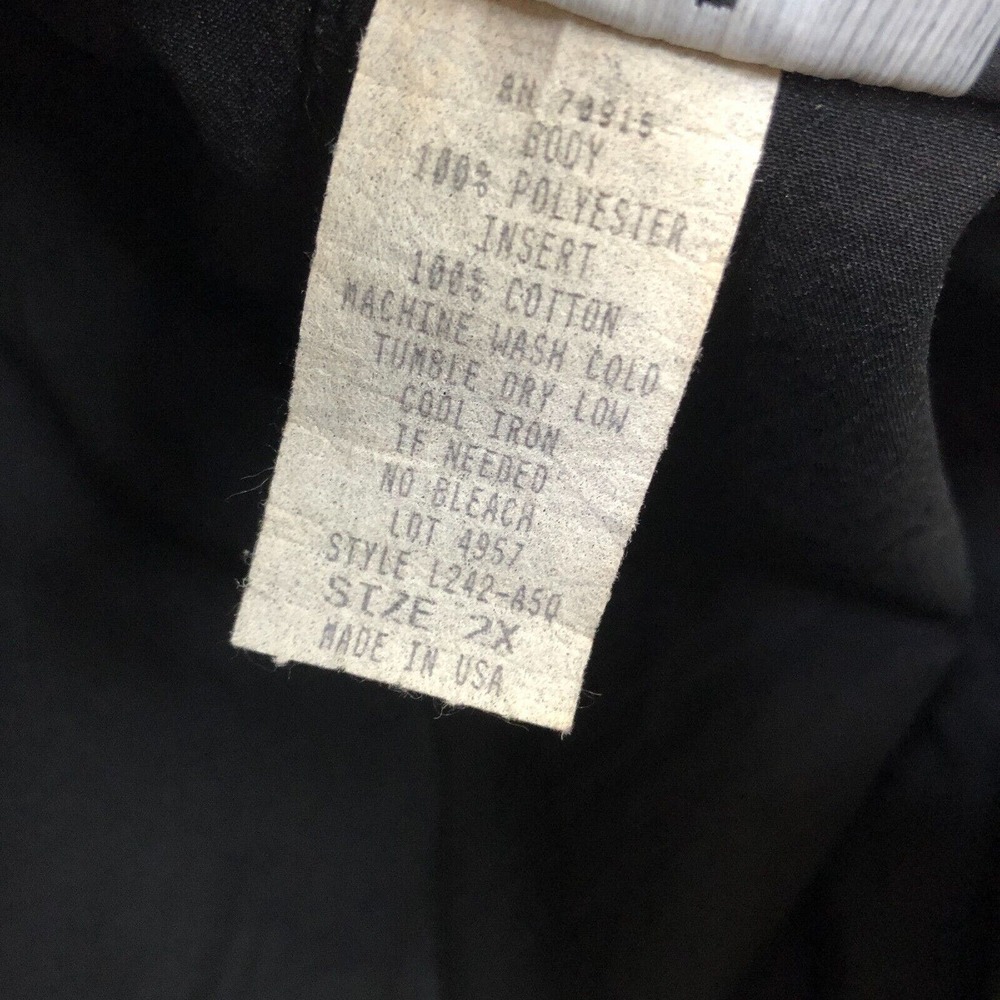 RN 70915
BODY
100% POLYESTER
INSERT
100% COTTON
MACHINE WASH COLD
TUMBLE DRY LOW
COOL IRON
IF NEEDED
NO BLEACH
LOT 4957
STYLE L242-A50
SIZE 2X
MADE IN USA